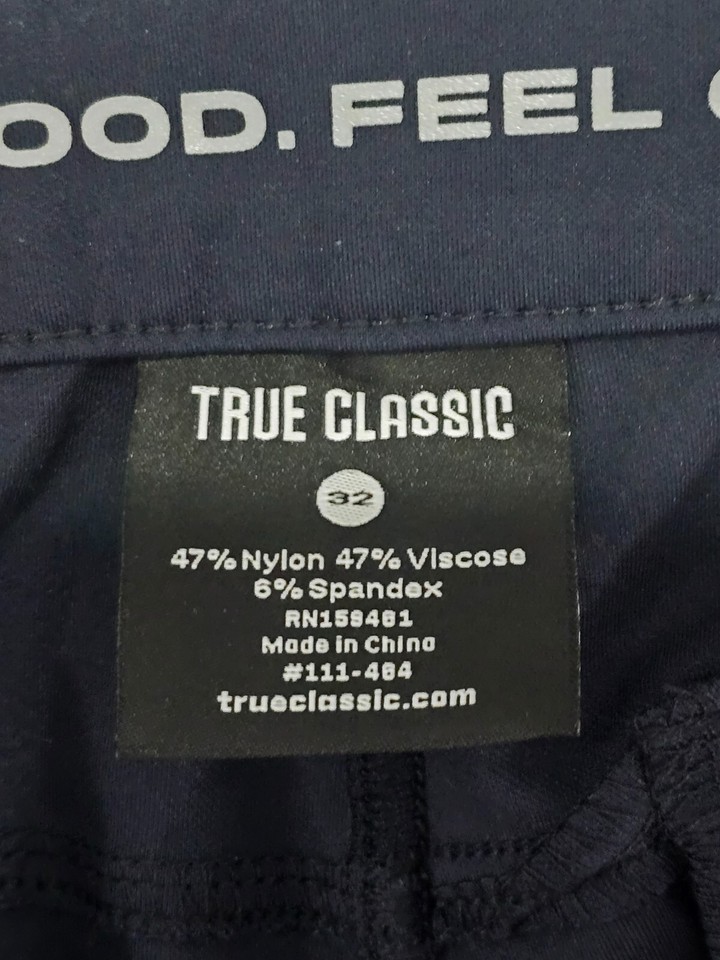 OOD. FEEL
TRUE CLASSIC
32
47% Nylon 47% Viscose
6% Spandex
RN159461
Made in China
#111-464
trueclassic.com